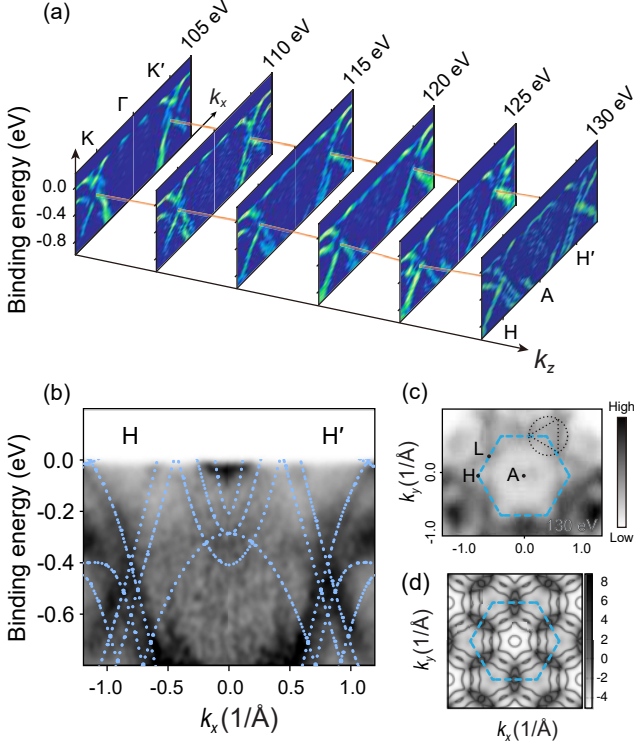 (a)
105 eV
110 eV
115 eV
120 eV
125 eV
130 eV
K′
Γ
K
kx
Binding energy (eV)
0.0
-0.4
-0.8
H′
A
H
kz
(b)
H
H′
Binding energy (eV)
0.0
-0.2
-0.4
-0.6
-1.0
-0.5
0.0
0.5
1.0
kx(1/Å)
(c)
High
Low
L
H
A
130 eV
ky(1/Å)
0.0
-1.0
-1.0
0.0
1.0
(d)
8
6
4
2
0
-2
-4
ky(1/Å)
kx(1/Å)